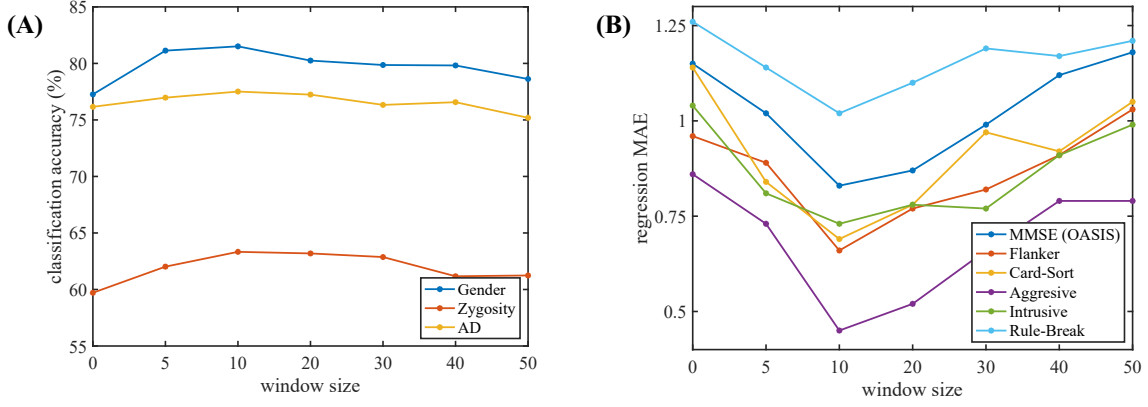 (A)
classification accuracy (%)
85
80
75
70
65
60
55
0 5 10 20 30 40 50
window size
Gender
Zygosity
AD
(B)
regression MAE
1.25
1
0.75
0.5
0 5 10 20 30 40 50
window size
MMSE (OASIS)
Flanker
Card-Sort
Aggresive
Intrusive
Rule-Break